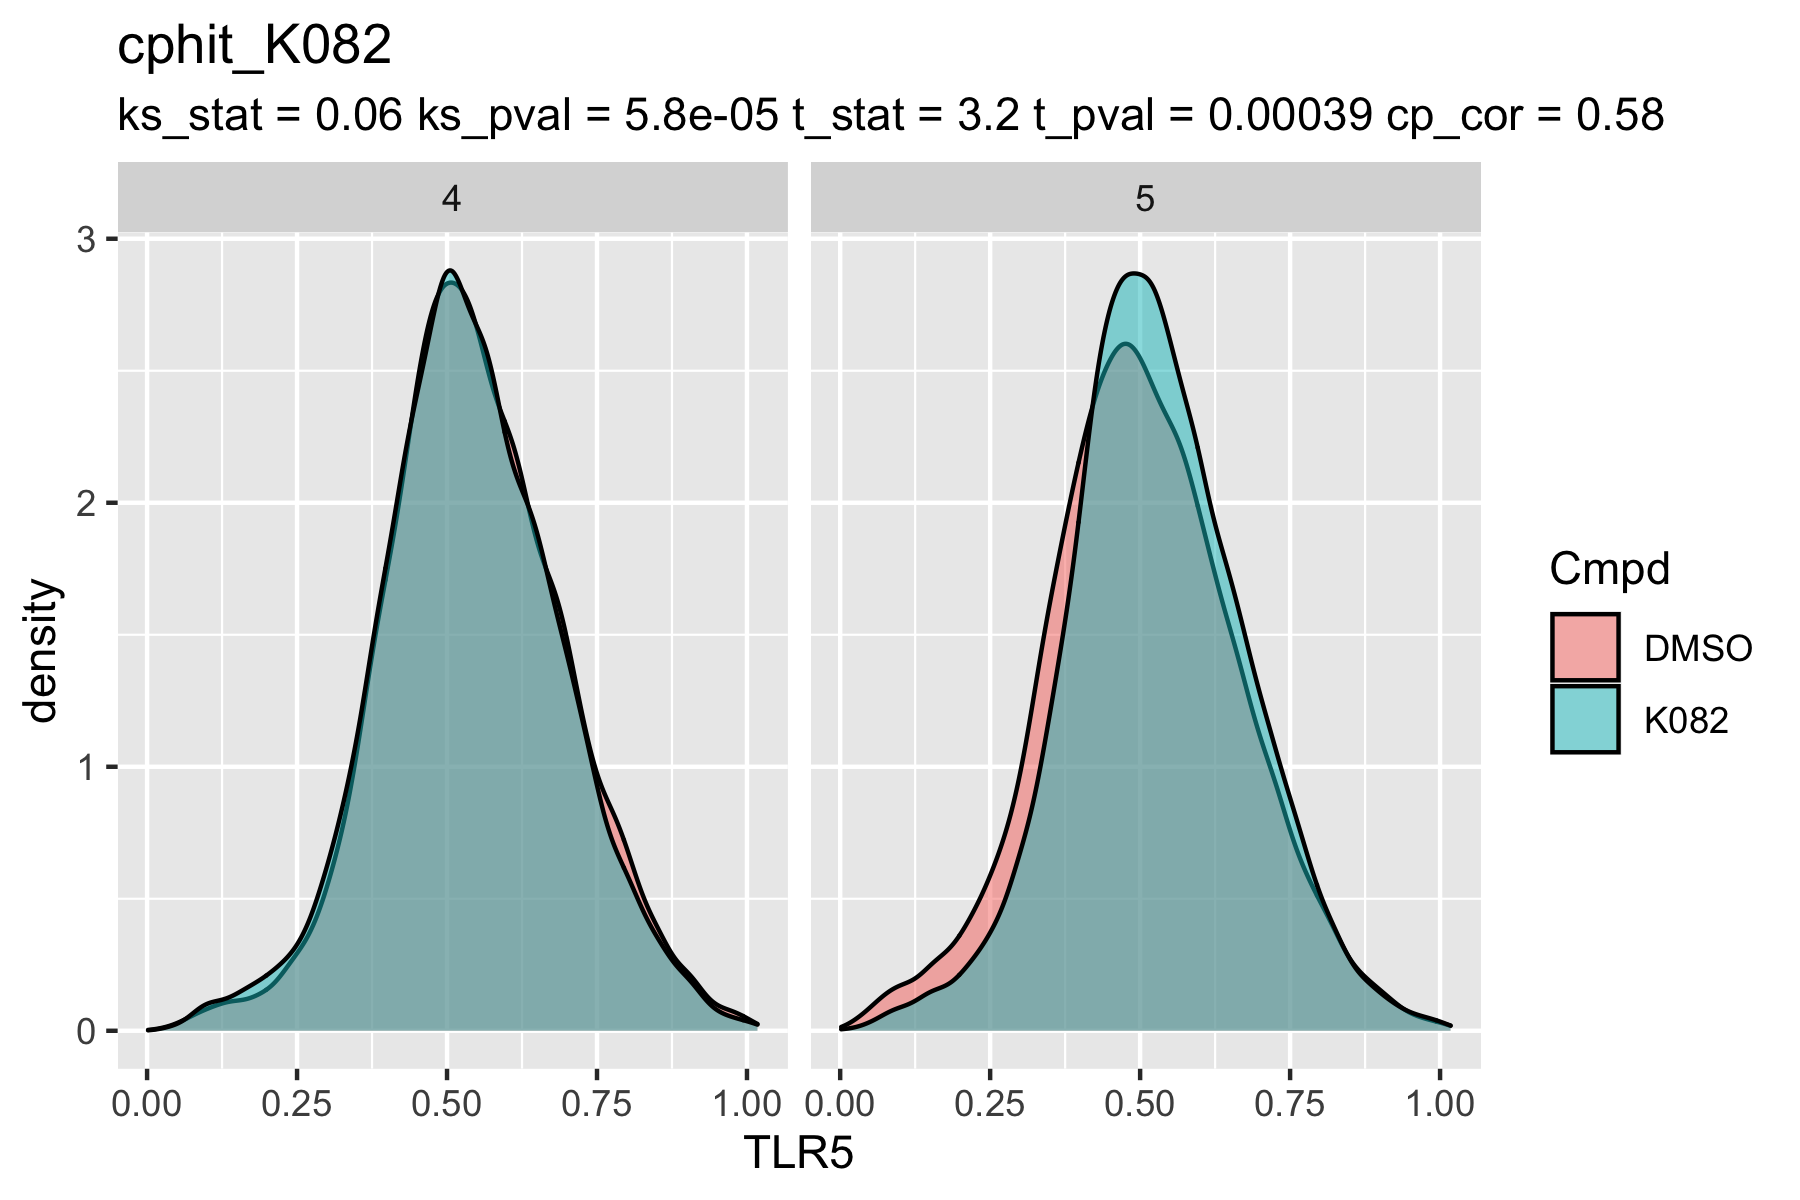 cphit_K082
ks_stat = 0.06 ks_pval = 5.8e-05 t_stat = 3.2 t_pval = 0.00039 cp_cor = 0.58
4 5
3
2
1
0
density
0.00 0.25 0.50 0.75 1.00 0.00 0.25 0.50 0.75 1.00
TLR5
Cmpd
DMSO
K082